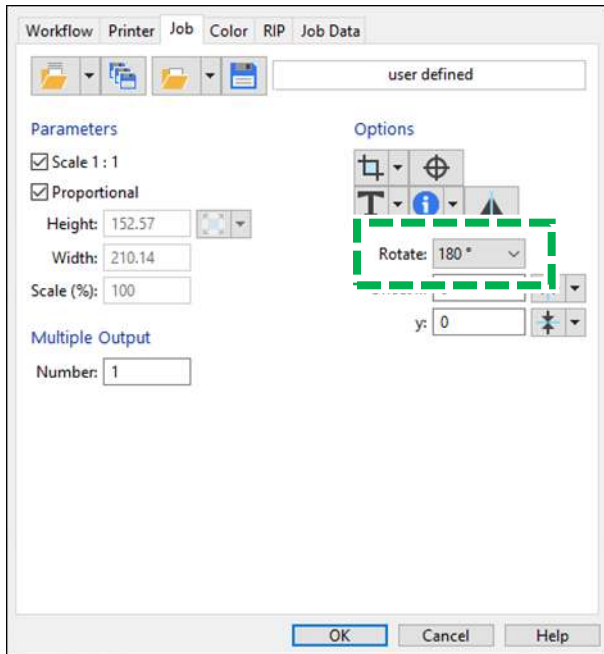 Workflow Printer Job Color RIP Job Data
user defined
Parameters
Scale 1 : 1
Proportional
Height: 152.57
Width: 210.14
Scale (%): 100
Multiple Output
Number: 1
Options
T
Rotate: 180 °
y: 0
OK Cancel Help